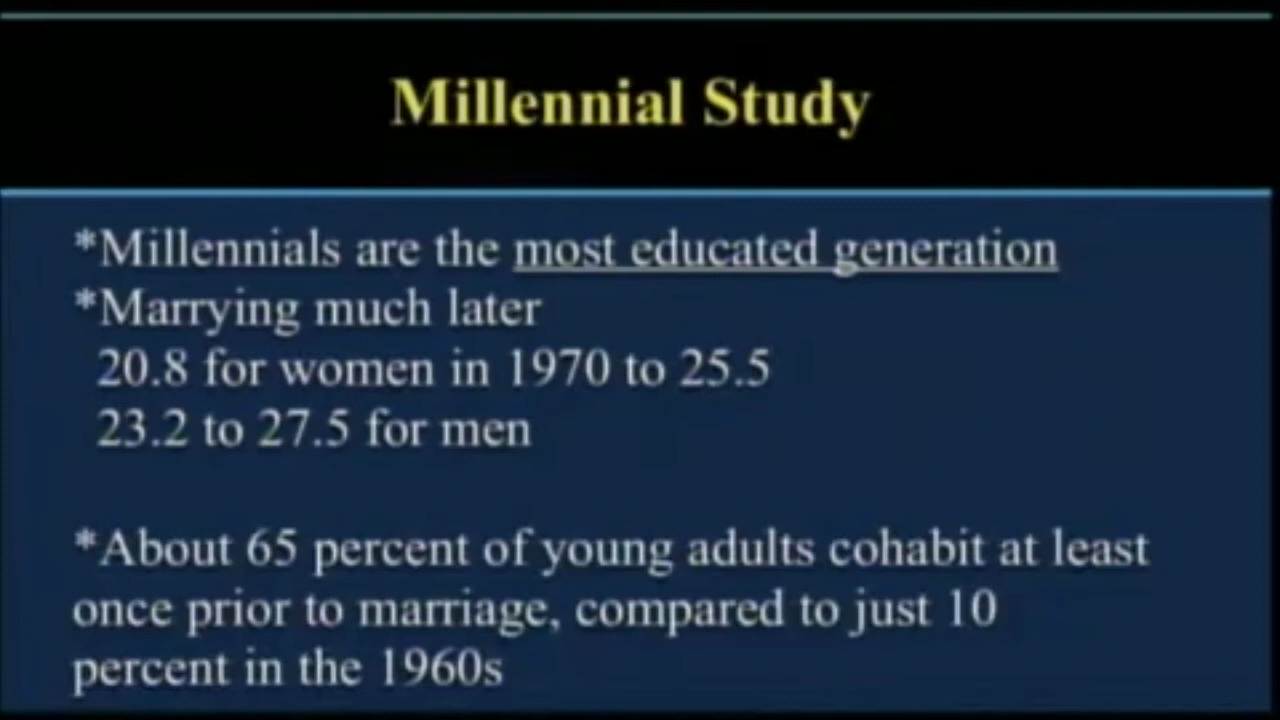 Millennial Study
*Millennials are the most educated generation
*Marrying much later
20.8 for women in 1970 to 25.5
23.2 to 27.5 for men
*About 65 percent of young adults cohabit at least
once prior to marriage, compared to just 10
percent in the 1960s